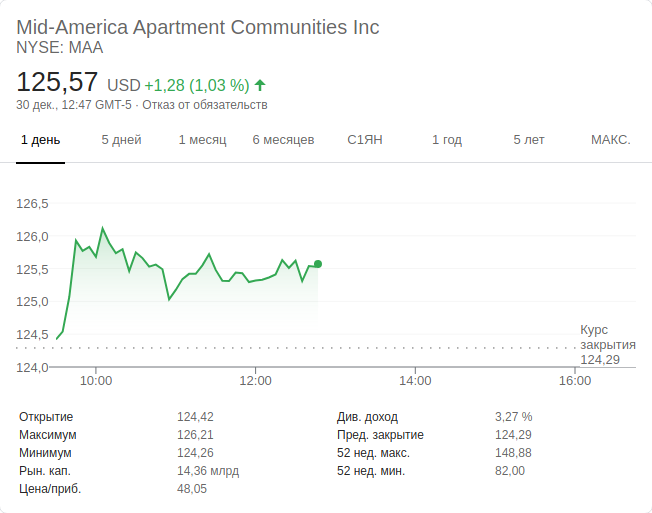 Mid-America Apartment Communities Inc
NYSE: MAA
125,57 USD +1,28 (1,03 %)
30 дек., 12:47 GMT-5 · Отказ от обязательств
1 день 5 дней 1 месяц 6 месяцев С1ЯН 1 год 5 лет МАКС.
126,5
126,0
125,5
125,0
124,5
124,0
Курс
закрытия
124,29
10:00 12:00 14:00 16:00
Открытие 124,42 Див. доход 3,27 %
Максимум 126,21 Пред. закрытие 124,29
Минимум 124,26 52 нед. макс. 148,88
Рын. кап. 14,36 млрд 52 нед. мин. 82,00
Цена/приб. 48,05